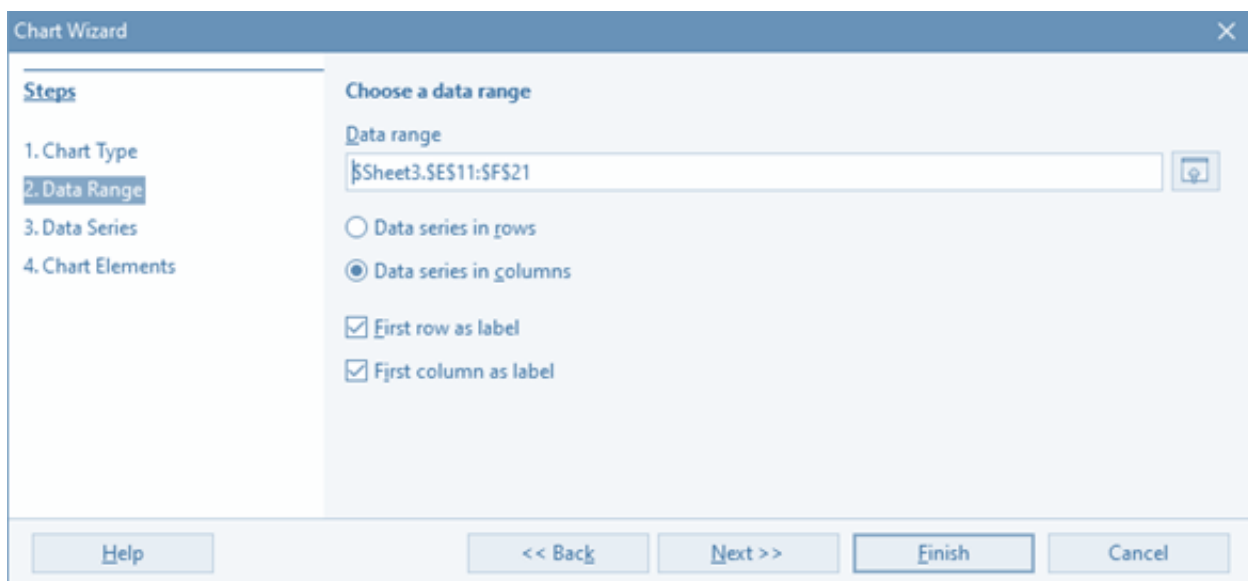 Chart Wizard
Steps
1. Chart Type
2. Data Range
3. Data Series
4. Chart Elements
Choose a data range
Data range
$Sheet3.$E$11:$F$21
Data series in rows
Data series in columns
First row as label
First column as label
Help
<< Back
Next >>
Finish
Cancel